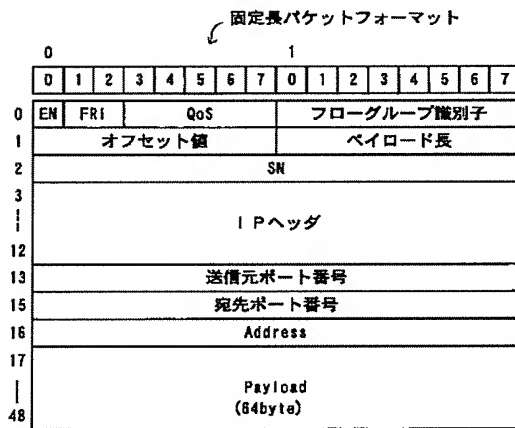 固定長パケットフォーマット
0 1
0 1 2 3 4 5 6 7 0 1 2 3 4 5 6 7
0 EN FRI QoS フローグループ識別子
1 オフセット値 ペイロード長
2 SN
3
IPヘッダ
12
13 送信元ポート番号
15 宛先ポート番号
16 Address
17
Payload
(64byte)
48